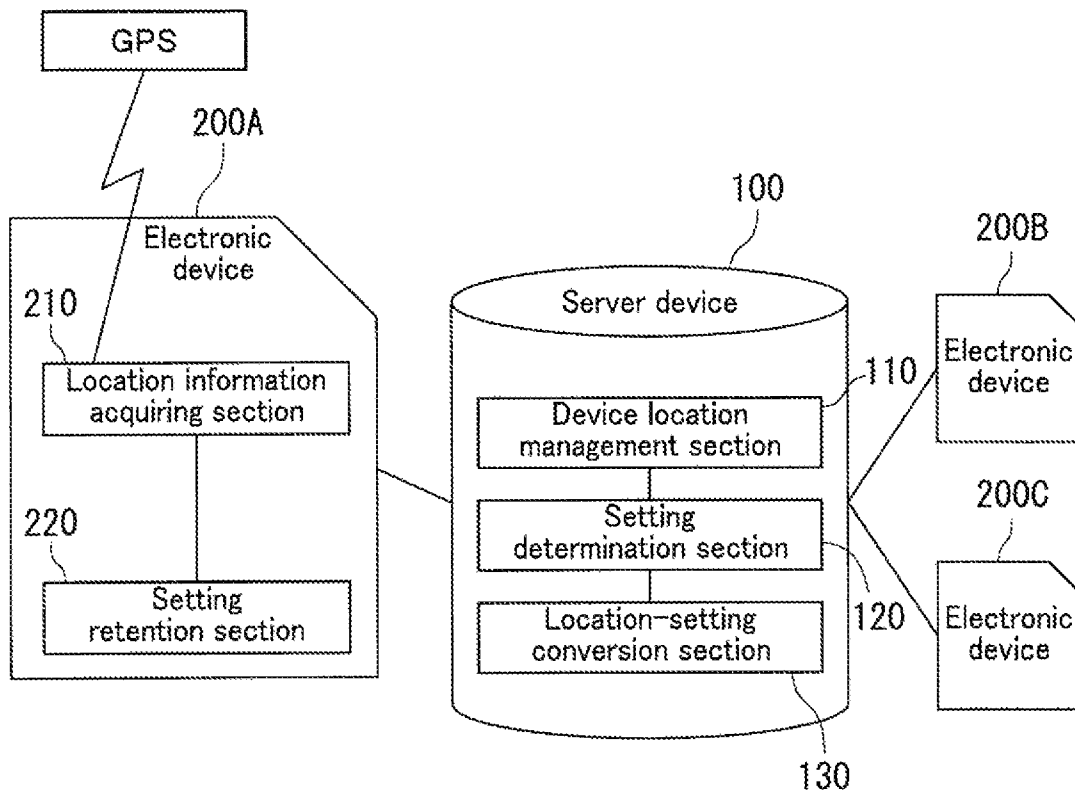 GPS
200A
Electronic
device
210
Location information
acquiring section
220
Setting
retention section
100
Server device
110
Device location
management section
Setting
determination section
120
Location-setting
conversion section
130
200B
Electronic
device
200C
Electronic
device